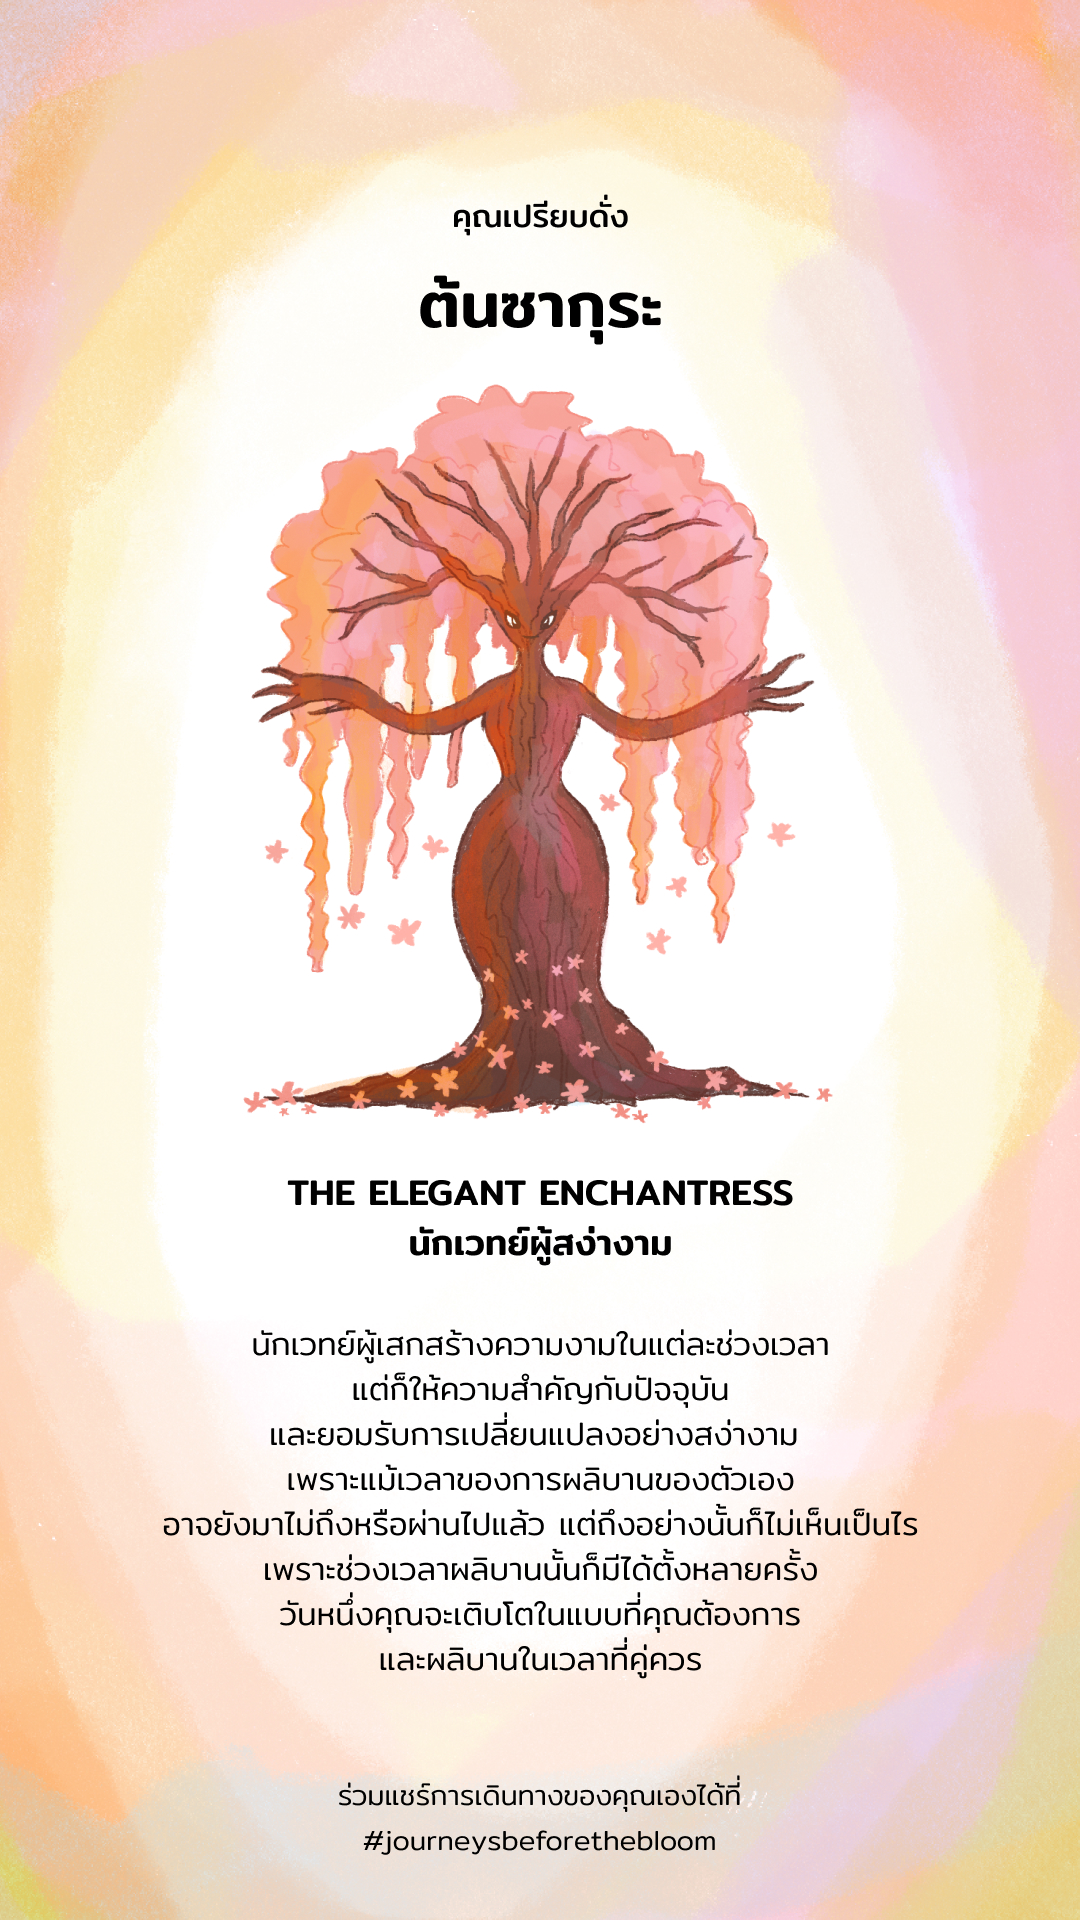 คุณเปรียบดั่ง
ต้นซากุระ
THE ELEGANT ENCHANTRESS
นักเวทย์ผู้สง่างาม
นักเวทย์ผู้เสกสร้างความงามในแต่ละช่วงเวลา
แต่ก็ให้ความสำคัญกับปัจจุบัน
และยอมรับการเปลี่ยนแปลงอย่างสง่างาม
เพราะแม้เวลาของการผลิบานของตัวเอง
อาจยังมาไม่ถึงหรือผ่านไปแล้ว แต่ถึงอย่างนั้นก็ไม่เห็นเป็นไร
เพราะช่วงเวลาผลิบานนั้นก็มีได้ตั้งหลายครั้ง
วันหนึ่งคุณจะเติบโตในแบบที่คุณต้องการ
และผลิบานในเวลาที่คู่ควร
ร่วมแชร์การเดินทางของคุณเองได้ที่
#journeysbeforethebloom